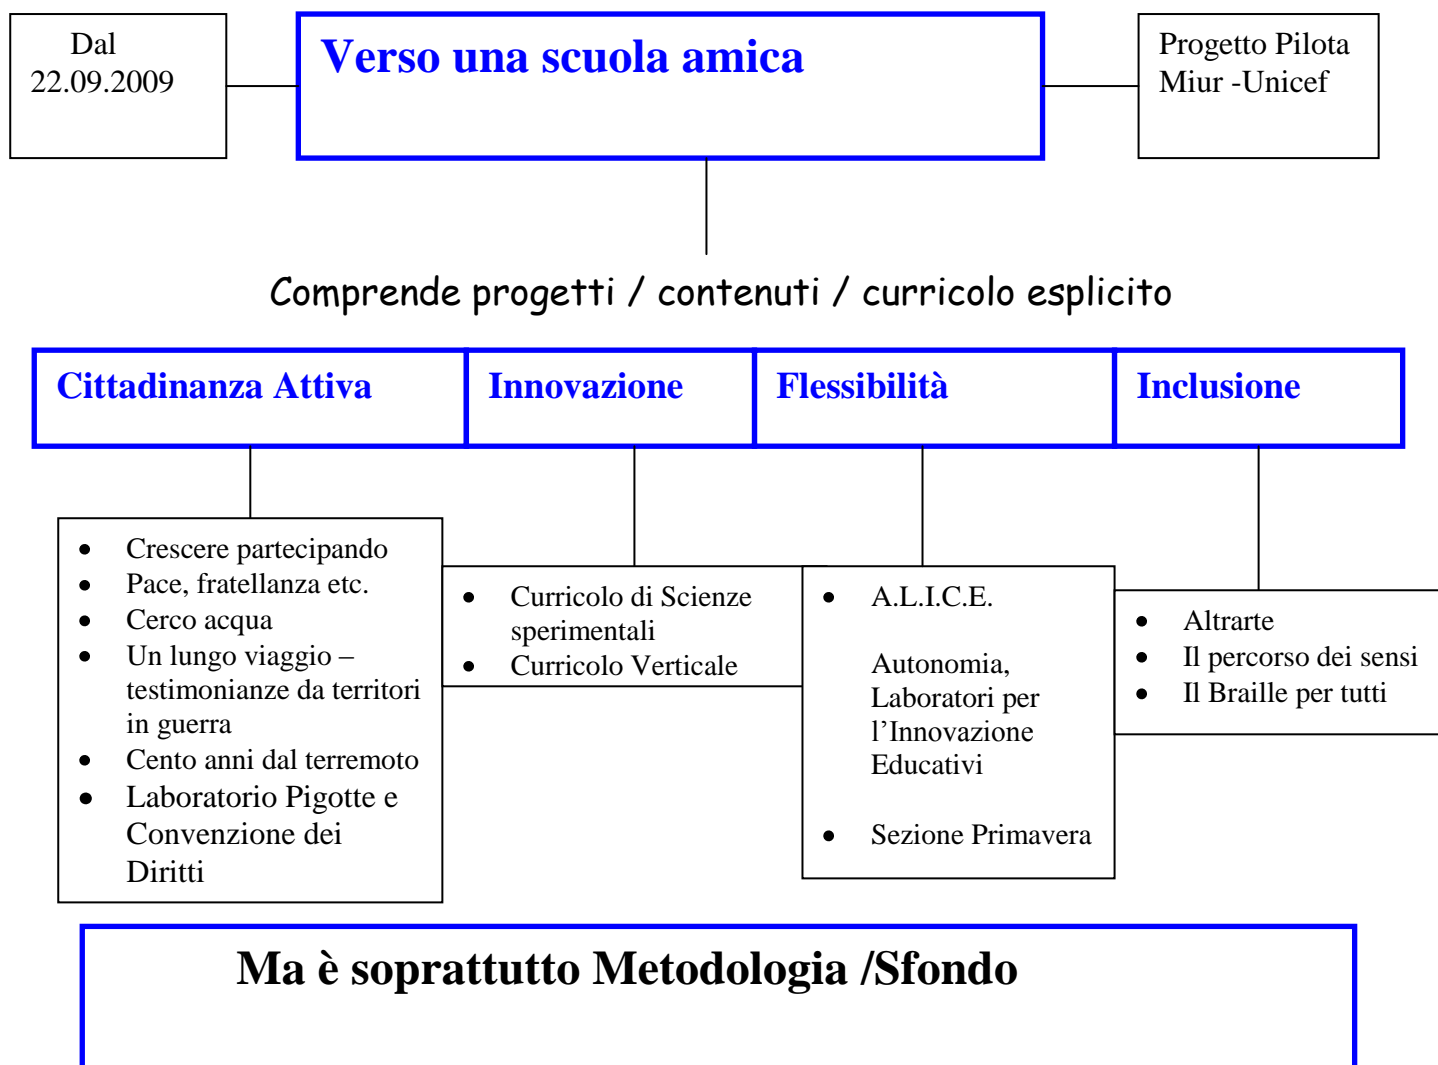 Dal
22.09.2009
Verso una scuola amica
Progetto Pilota
Miur -Unicef
Comprende progetti / contenuti / curricolo esplicito
Cittadinanza Attiva
Innovazione
Flessibilità
Inclusione
• Crescere partecipando
• Pace, fratellanza etc.
• Cerco acqua
• Un lungo viaggio –
testimonianze da territori
in guerra
• Cento anni dal terremoto
• Laboratorio Pigotte e
Convenzione dei
Diritti
• Curricolo di Scienze
sperimentali
• Curricolo Verticale
• A.L.I.C.E.
Autonomia,
Laboratori per
l’Innovazione
Educativi
• Sezione Primavera
• Altrarte
• Il percorso dei sensi
• Il Braille per tutti
Ma è soprattutto Metodologia /Sfondo